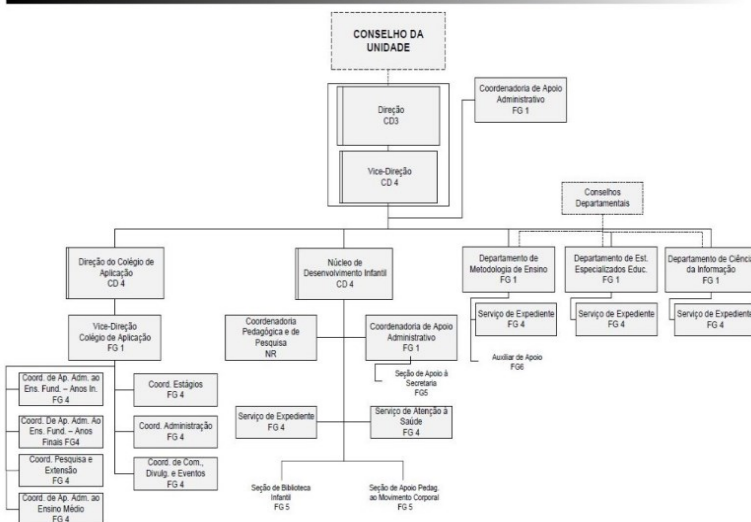 CONSELHO DA
UNIDADE
Direção
CD3
Vice-Direção
CD 4
Coordenadoria de Apoio
Administrativo
FG 1
Conselhos
Departamentais
Direção do Colégio de
Aplicação
CD 4
Núcleo de
Desenvolvimento Infantil
CD 4
Departamento de
Metodologia de Ensino
FG 1
Departamento de Est.
Especializados Educ.
FG 1
Departamento de Ciência
da Informação
FG 1
Vice-Direção
Colégio de Aplicação
FG 1
Coordenadoria
Pedagógica e de
Pesquisa
NR
Coordenadoria de Apoio
Administrativo
FG 1
Serviço de Expediente
FG 4
Serviço de Expediente
FG 4
Serviço de Expediente
FG 4
Auxiliar de Apoio
FG6
Seção de Apoio à
Secretaria
FG5
Coord. de Ap. Adm. ao
Ens. Fund. – Anos In.
FG 4
Coord. Estágios
FG 4
Coord. De Ap. Adm. Ao
Ens. Fund. – Anos
Finais FG4
Coord. Administração
FG 4
Serviço de Expediente
FG 4
Serviço de Atenção à
Saúde
FG 4
Coord. Pesquisa e
Extensão
FG 4
Coord. de Com.,
Divulg. e Eventos
FG 4
Coord. de Ap. Adm. ao
Ensino Médio
FG 4
Seção de Biblioteca
Infantil
FG 5
Seção de Apoio Pedag.
ao Movimento Corporal
FG 5